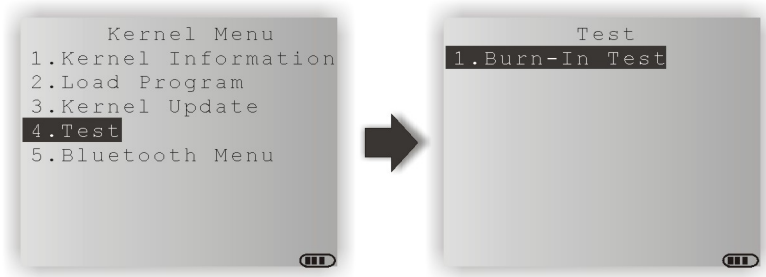 Kernel Menu
1.Kernel Information
2.Load Program
3.Kernel Update
4.Test
5.Bluetooth Menu
Test
1.Burn-In Test